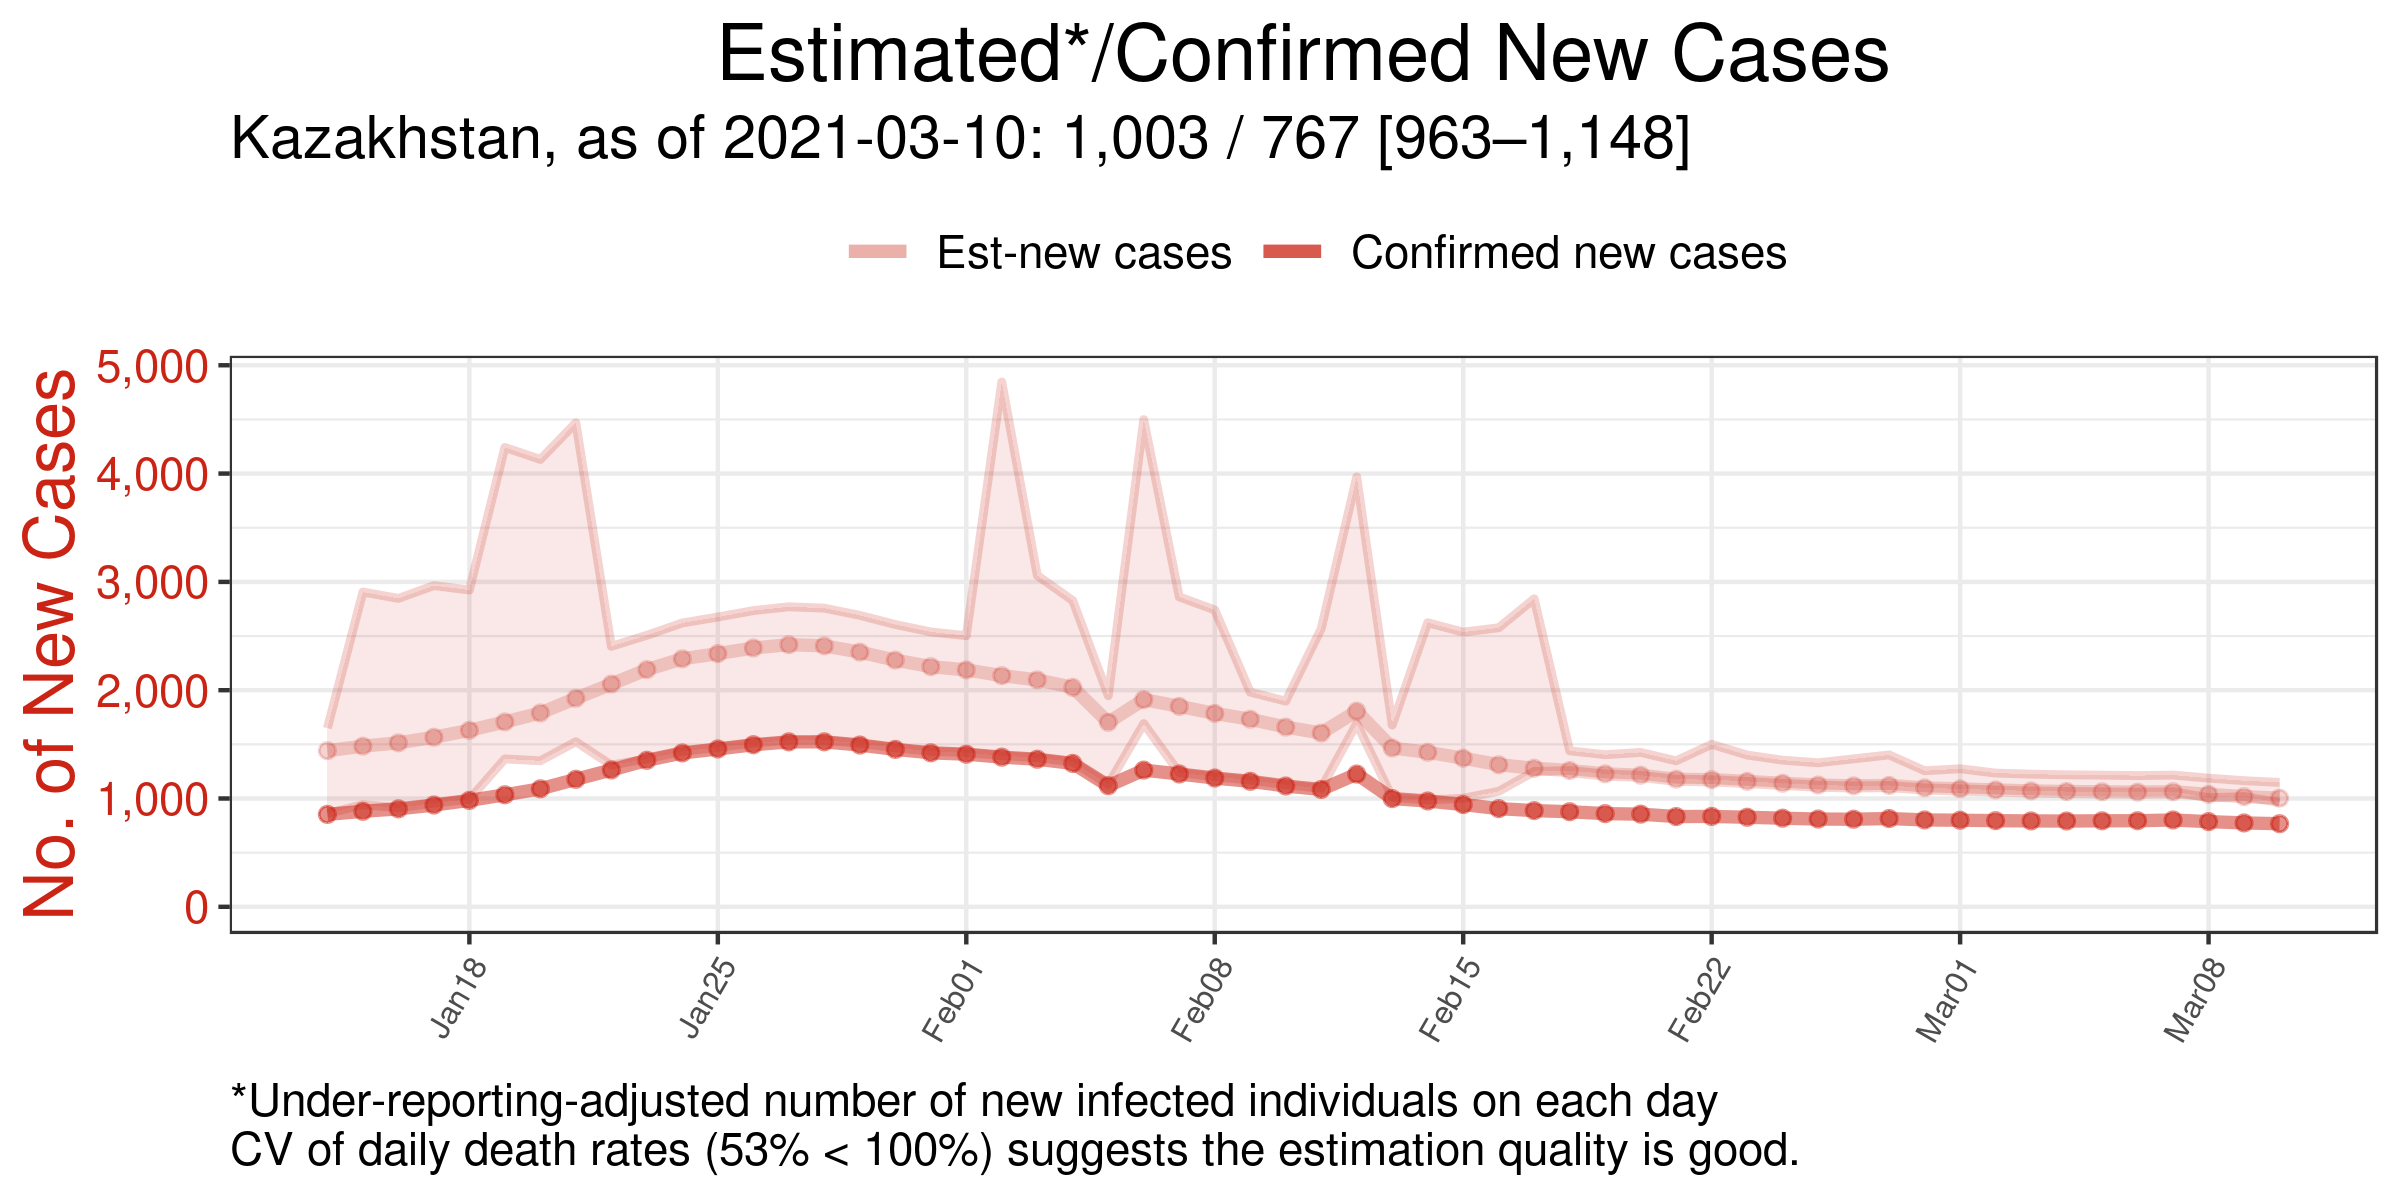 Estimated*/Confirmed New Cases
Kazakhstan, as of 2021-03-10: 1,003 / 767 [963–1,148]
Est-new cases
Confirmed new cases
No. of New Cases
5,000
4,000
3,000
2,000
1,000
0
Jan18
Jan25
Feb01
Feb08
Feb15
Feb22
Mar01
Mar08
*Under-reporting-adjusted number of new infected individuals on each day
CV of daily death rates (53% < 100%) suggests the estimation quality is good.